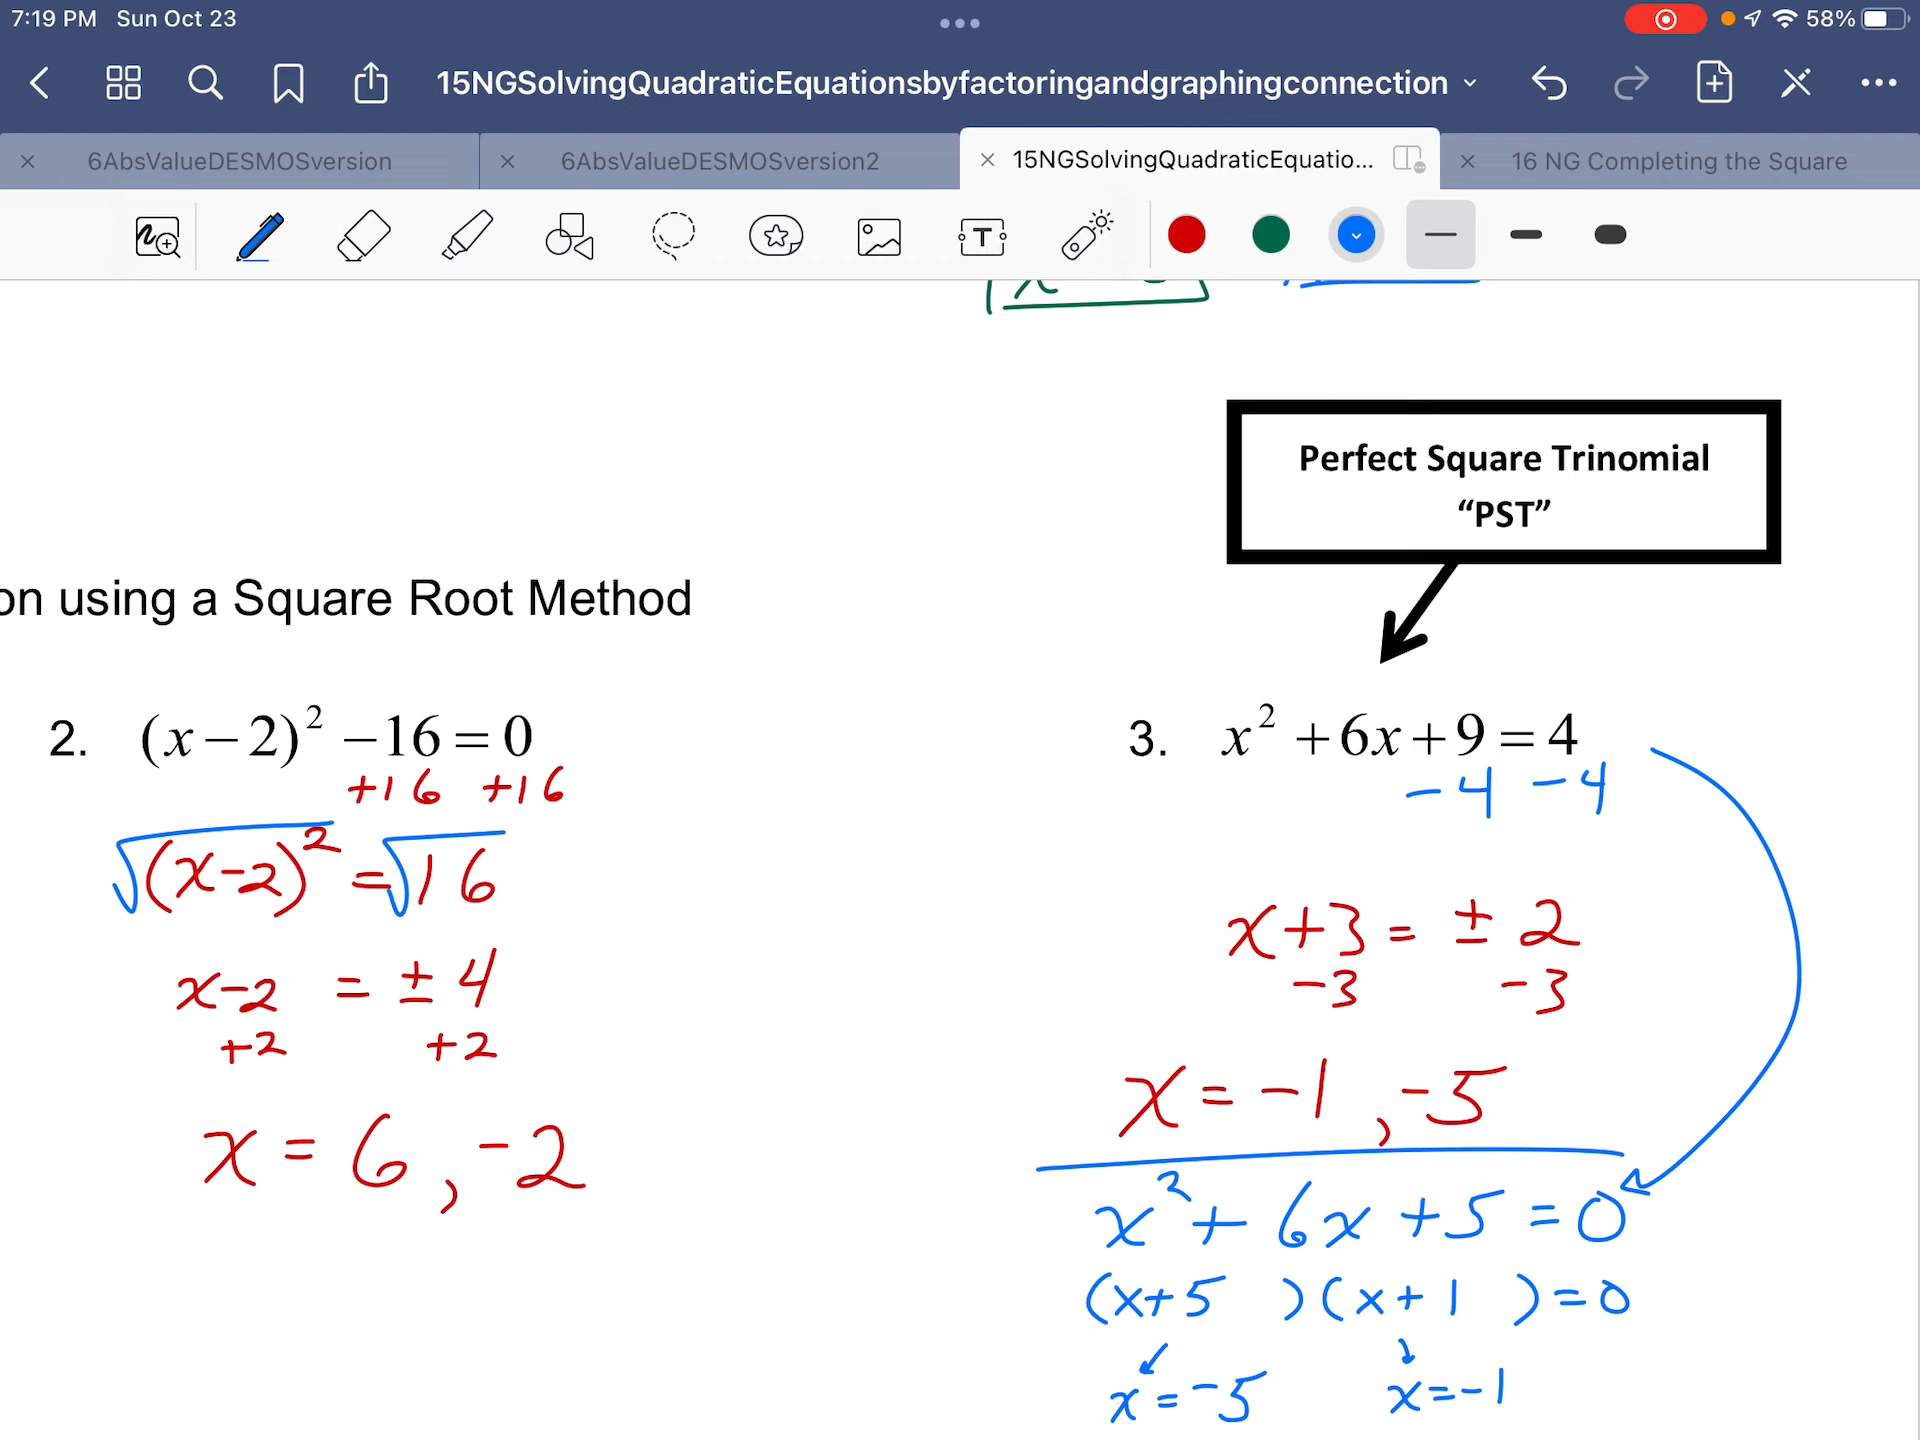 7:19 PM Sun Oct 23
58%
15NGSolvingQuadraticEquationsbyfactoringandgraphingconnection
6AbsValueDESMOSversion
6AbsValueDESMOSversion2
15NGSolvingQuadraticEquatio...
16 NG Completing the Square
T
Perfect Square Trinomial
“PST”
on using a Square Root Method
2. (x − 2)² − 16 = 0
+16 +16
√(x-2)² = √16
x-2 = ± 4
+2 +2
x = 6, -2
3. x² + 6x + 9 = 4
-4 -4
x+3 = ± 2
-3 -3
x = -1, -5
x² + 6x + 5 = 0
(x+5 )(x+1 ) = 0
x = -5 x = -1